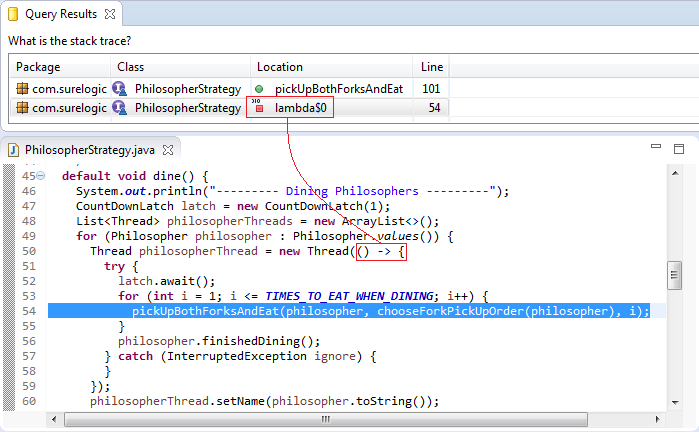 Query Results
What is the stack trace?
Package Class Location Line
com.surelogic PhilosopherStrategy pickUpBothForksAndEat 101
com.surelogic PhilosopherStrategy lambda$0 54
PhilosopherStrategy.java
45 default void dine() {
46 System.out.println("--------- Dining Philosophers ---------");
47 CountDownLatch latch = new CountDownLatch(1);
48 List<Thread> philosopherThreads = new ArrayList<>();
49 for (Philosopher philosopher : Philosopher.values()) {
50 Thread philosopherThread = new Thread(() -> {
51 try {
52 latch.await();
53 for (int i = 1; i <= TIMES_TO_EAT_WHEN_DINING; i++) {
54 pickUpBothForksAndEat(philosopher, chooseForkPickUpOrder(philosopher), i);
55 }
56 philosopher.finishedDining();
57 } catch (InterruptedException ignore) {
58 }
59 });
60 philosopherThread.setName(philosopher.toString());